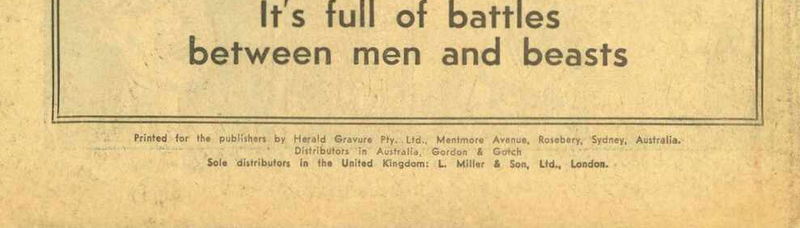 It's full of battles
between men and beasts
Printed for the publishers by Herald Gravure Pty. Ltd., Mentmore Avenue, Rosebery, Sydney, Australia.
Distributors in Australia, Gordon & Gotch
Sole distributors in the United Kingdom: L. Miller & Son, Ltd., London.